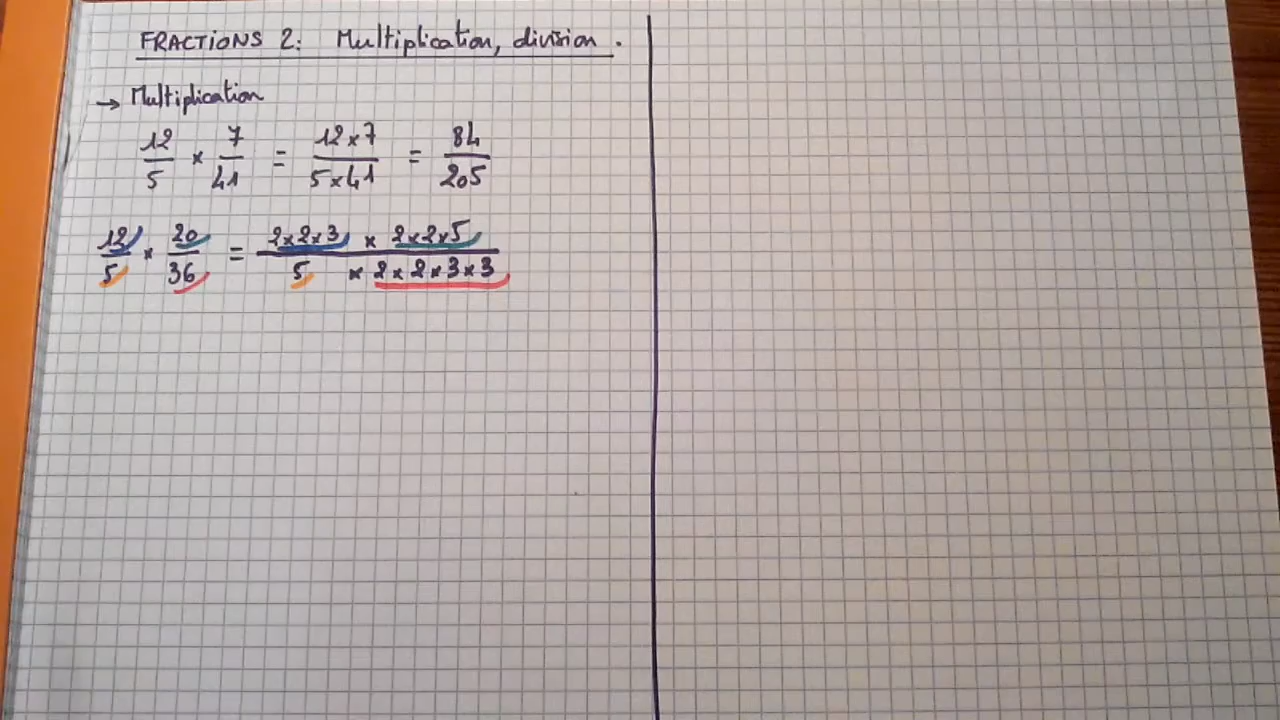 FRACTIONS 2: Multiplication, division.
→ Multiplication
12/5 × 7/41 = 12×7/5×41 = 84/205
12/5 × 20/36 = 2×2×3 × 2×2×5/5 × 2×2×3×3